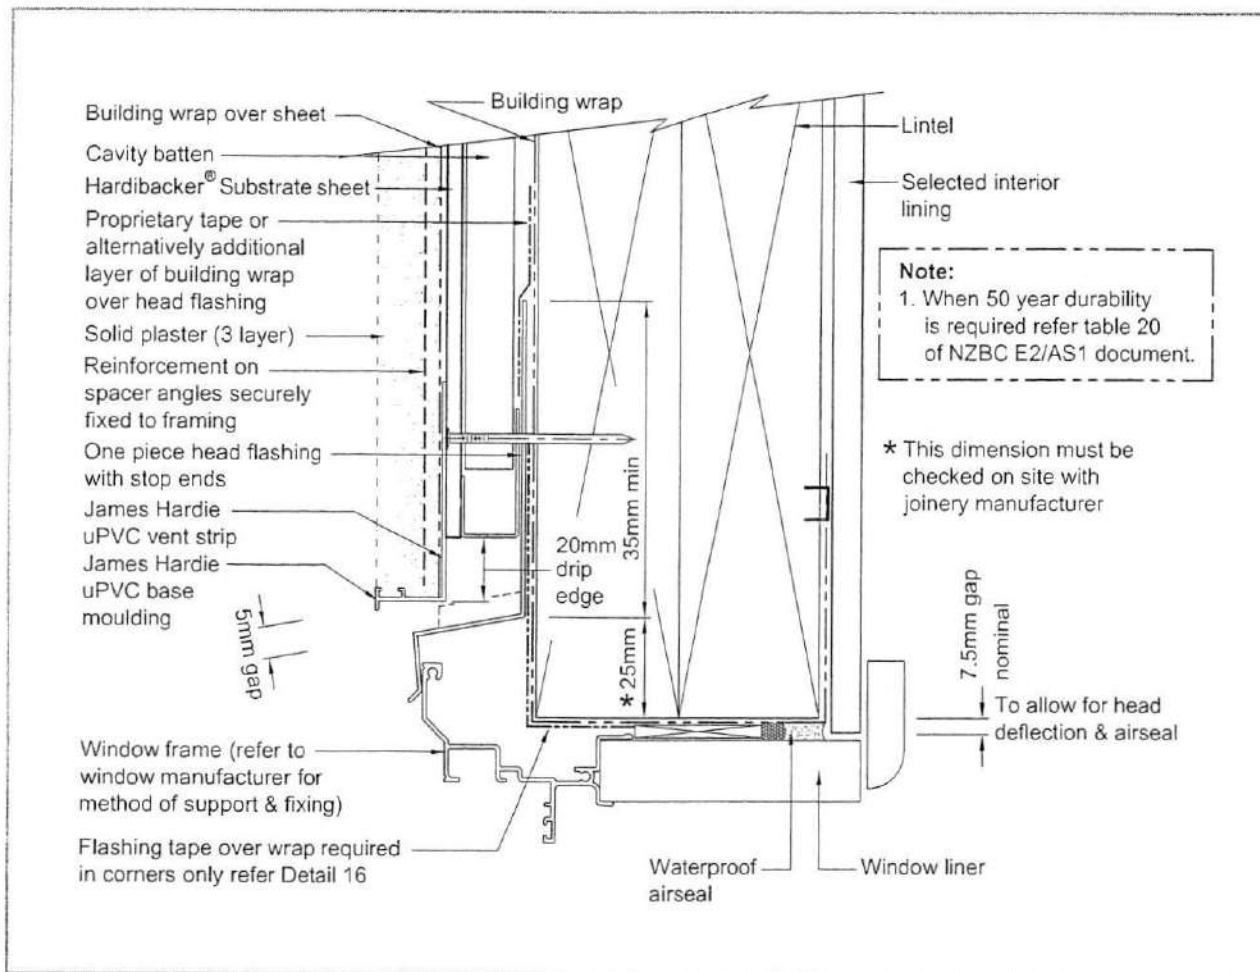 Building wrap over sheet
Building wrap
Cavity batten
Hardibacker® Substrate sheet
Proprietary tape or
alternatively additional
layer of building wrap
over head flashing
Solid plaster (3 layer)
Reinforcement on
spacer angles securely
fixed to framing
One piece head flashing
with stop ends
James Hardie
uPVC vent strip
James Hardie
uPVC base
moulding
5mm gap
Window frame (refer to
window manufacturer for
method of support & fixing)
Flashing tape over wrap required
in corners only refer Detail 16
20mm
drip
edge
35mm min
*25mm
Lintel
Selected interior
lining
Note:
1. When 50 year durability
is required refer table 20
of NZBC E2/AS1 document.
* This dimension must be
checked on site with
joinery manufacturer
7.5mm gap
nominal
To allow for head
deflection & airseal
Waterproof
airseal
Window liner